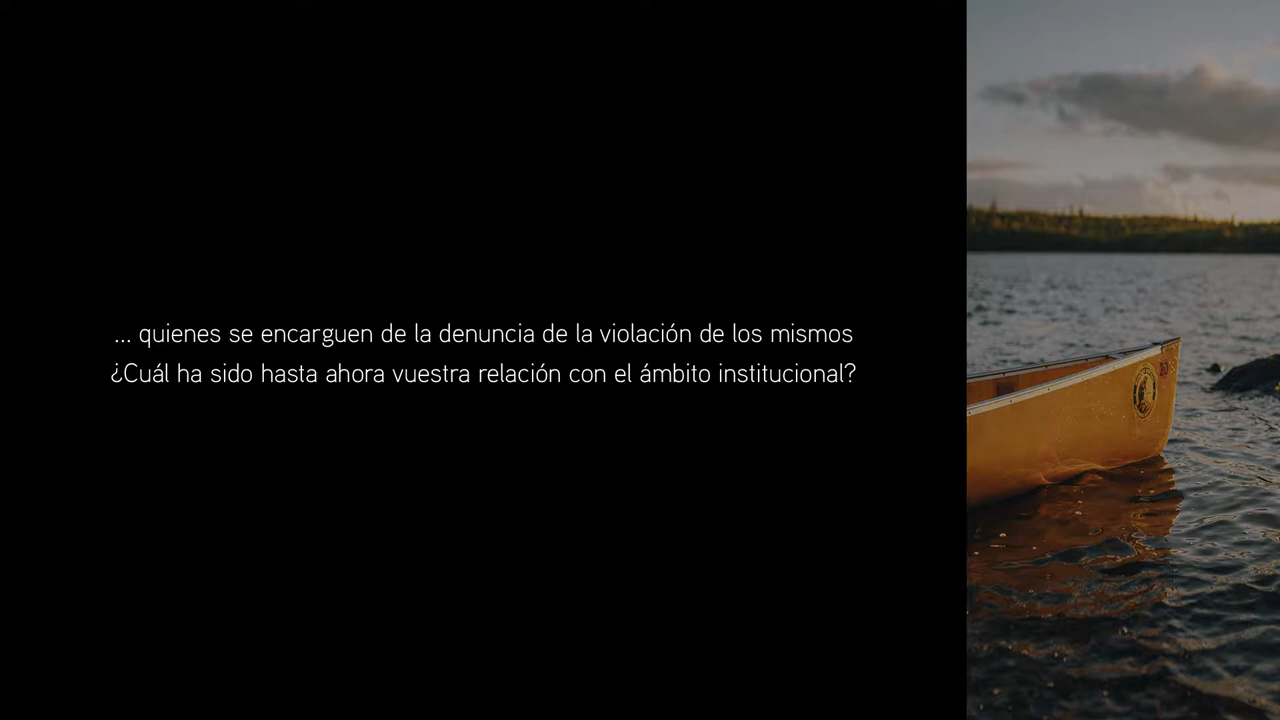 ... quienes se encarguen de la denuncia de la violación de los mismos
¿Cuál ha sido hasta ahora vuestra relación con el ámbito institucional?